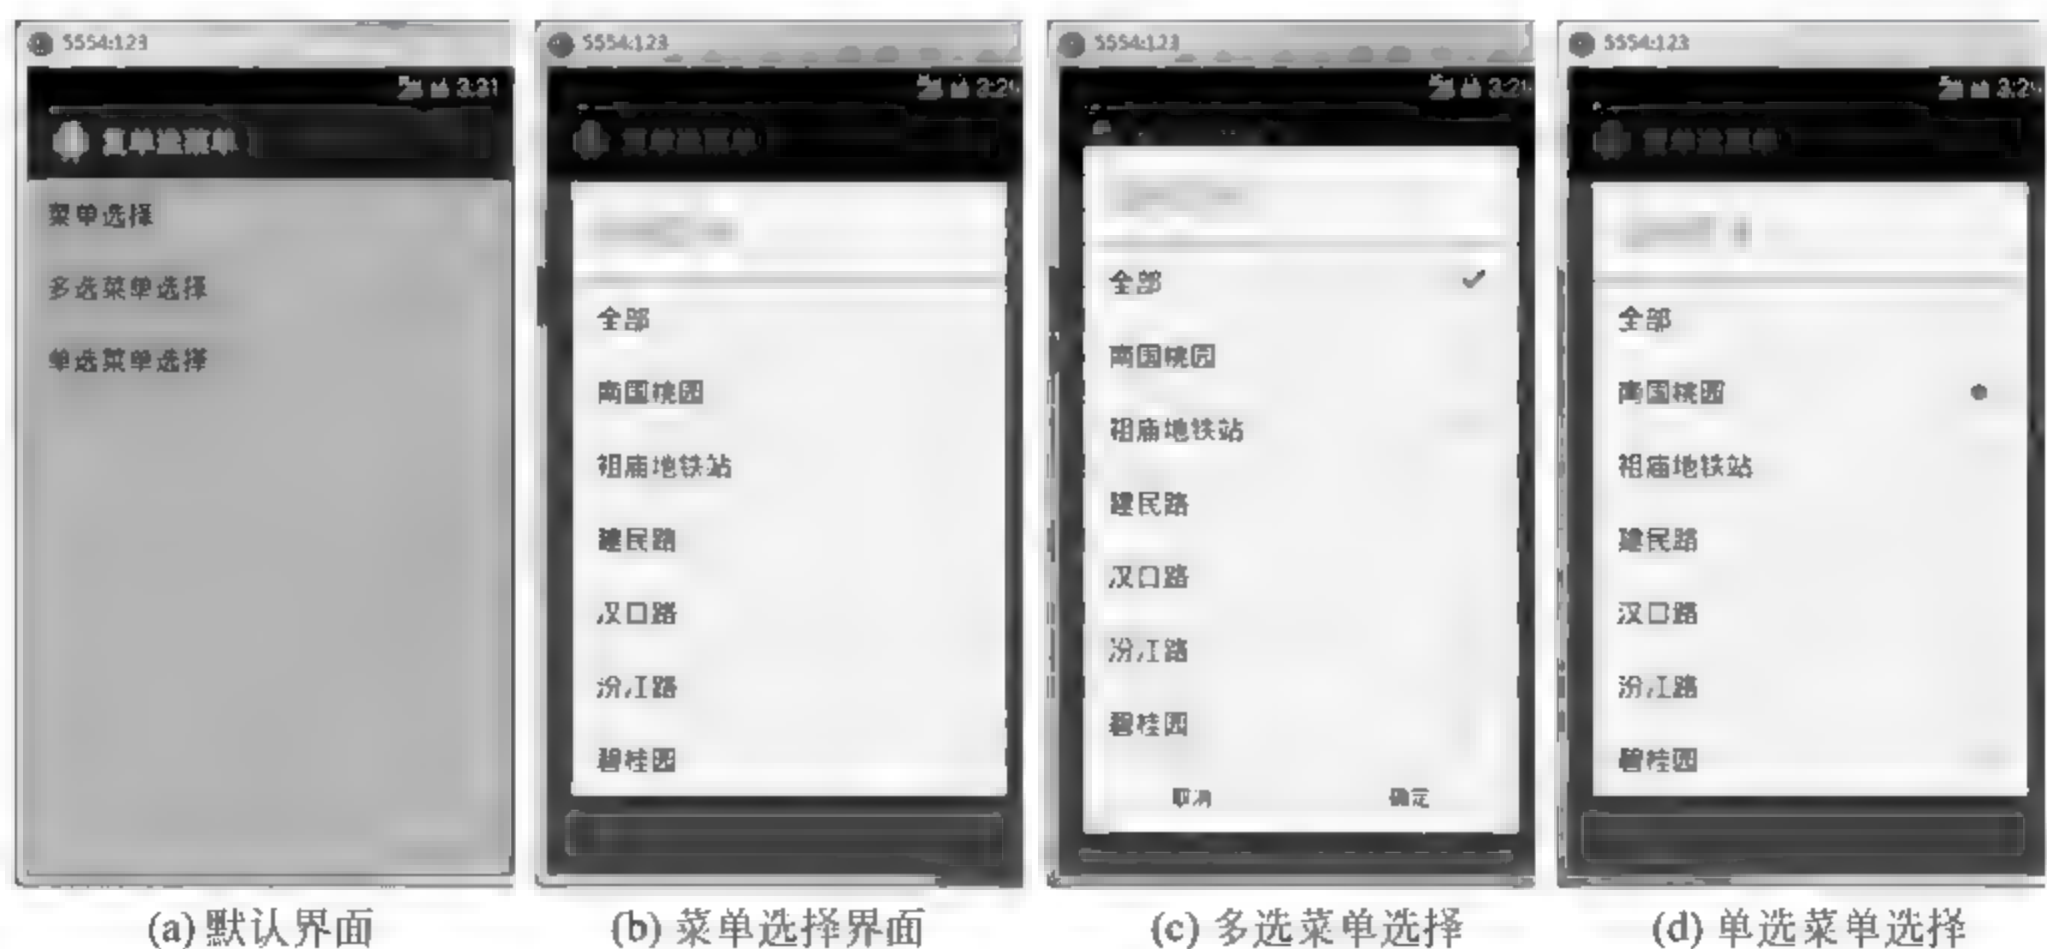 5554:123
3:31
菜单选择
多选菜单选择
单选菜单选择
(a) 默认界面
5554:123
全部
南国桃园
祖庙地铁站
建民路
汉口路
汾江路
碧桂园
(b) 菜单选择界面
5554:123
全部
南国桃园
祖庙地铁站
建民路
汉口路
汾江路
碧桂园
取消
确定
(c) 多选菜单选择
5554:123
全部
南国桃园
祖庙地铁站
建民路
汉口路
汾江路
碧桂园
(d) 单选菜单选择